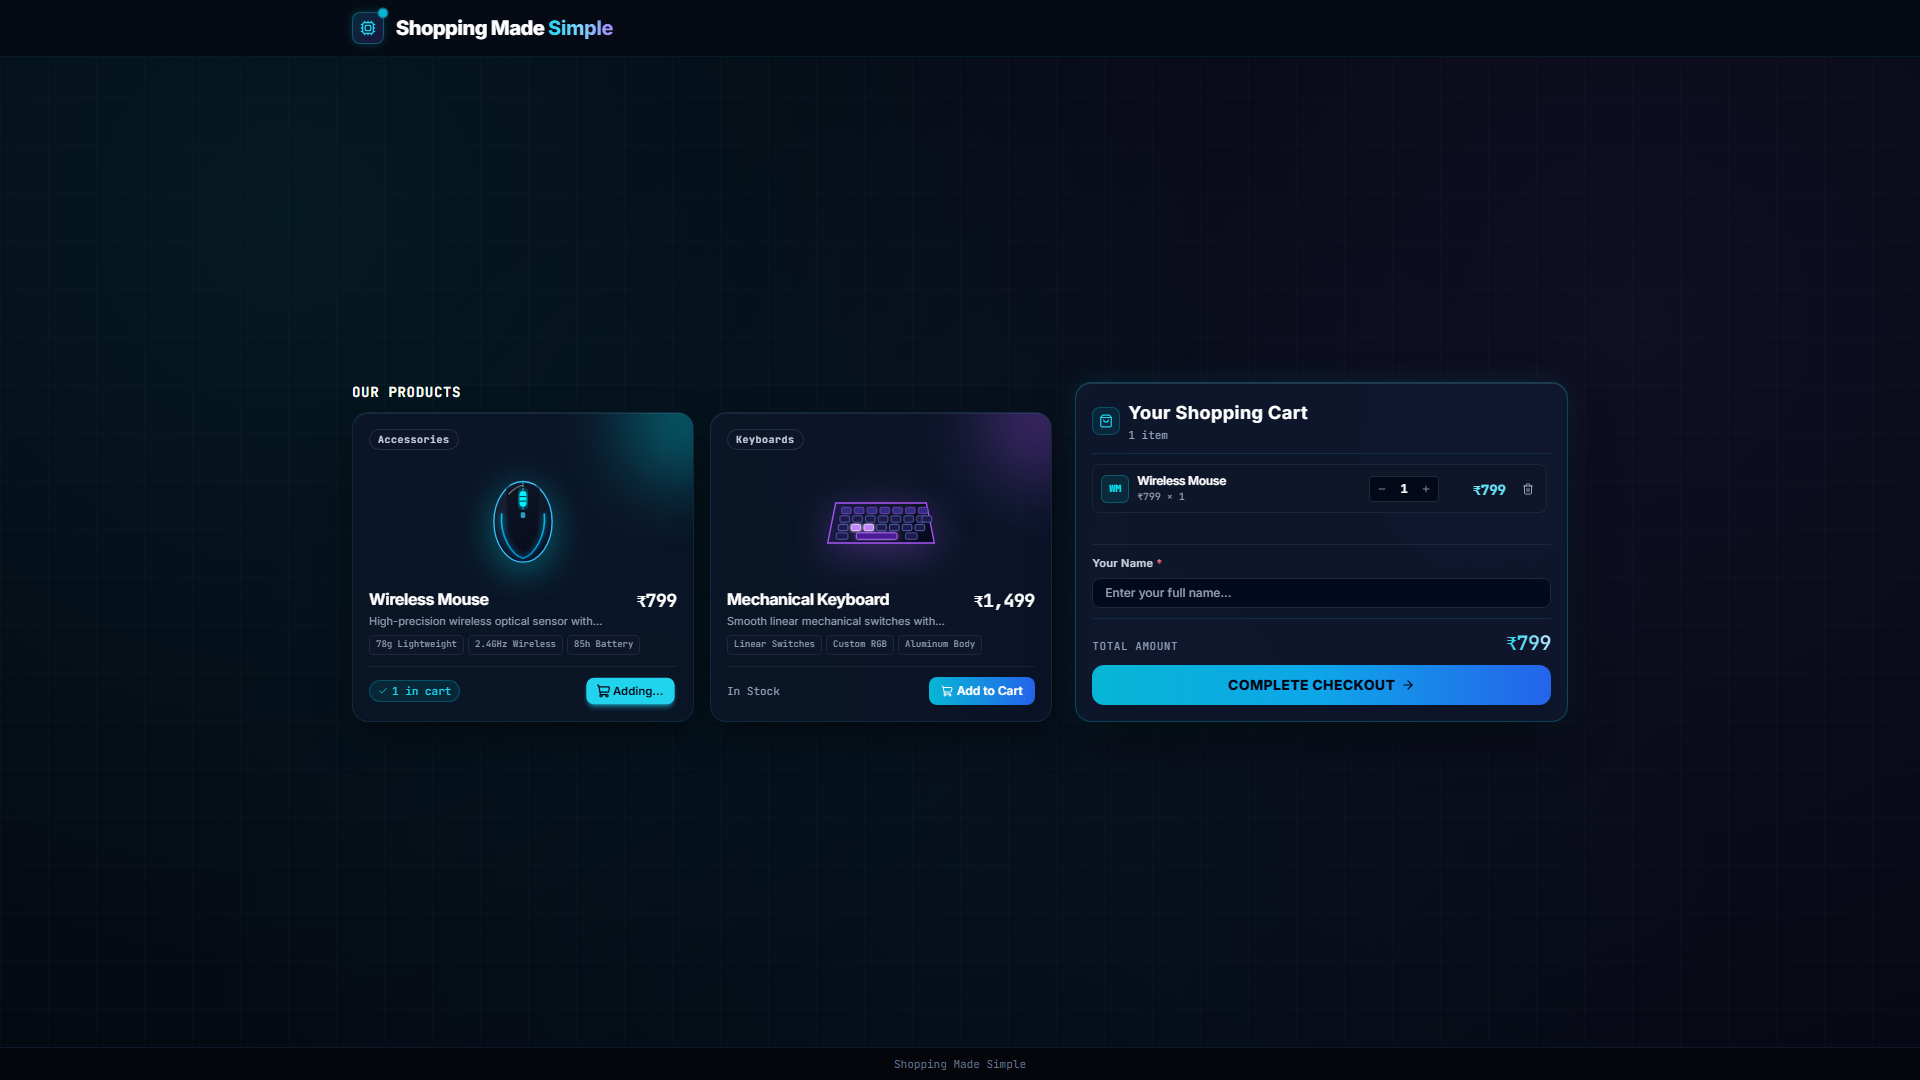 Shopping Made Simple
OUR PRODUCTS
Accessories
Wireless Mouse
₹799
High-precision wireless optical sensor with...
78g Lightweight
2.4GHz Wireless
85h Battery
1 in cart
Adding...
Keyboards
Mechanical Keyboard
₹1,499
Smooth linear mechanical switches with...
Linear Switches
Custom RGB
Aluminum Body
In Stock
Add to Cart
Your Shopping Cart
1 item
WM
Wireless Mouse
₹799 × 1
− 1 +
₹799
Your Name *
Enter your full name...
TOTAL AMOUNT
₹799
COMPLETE CHECKOUT →
Shopping Made Simple